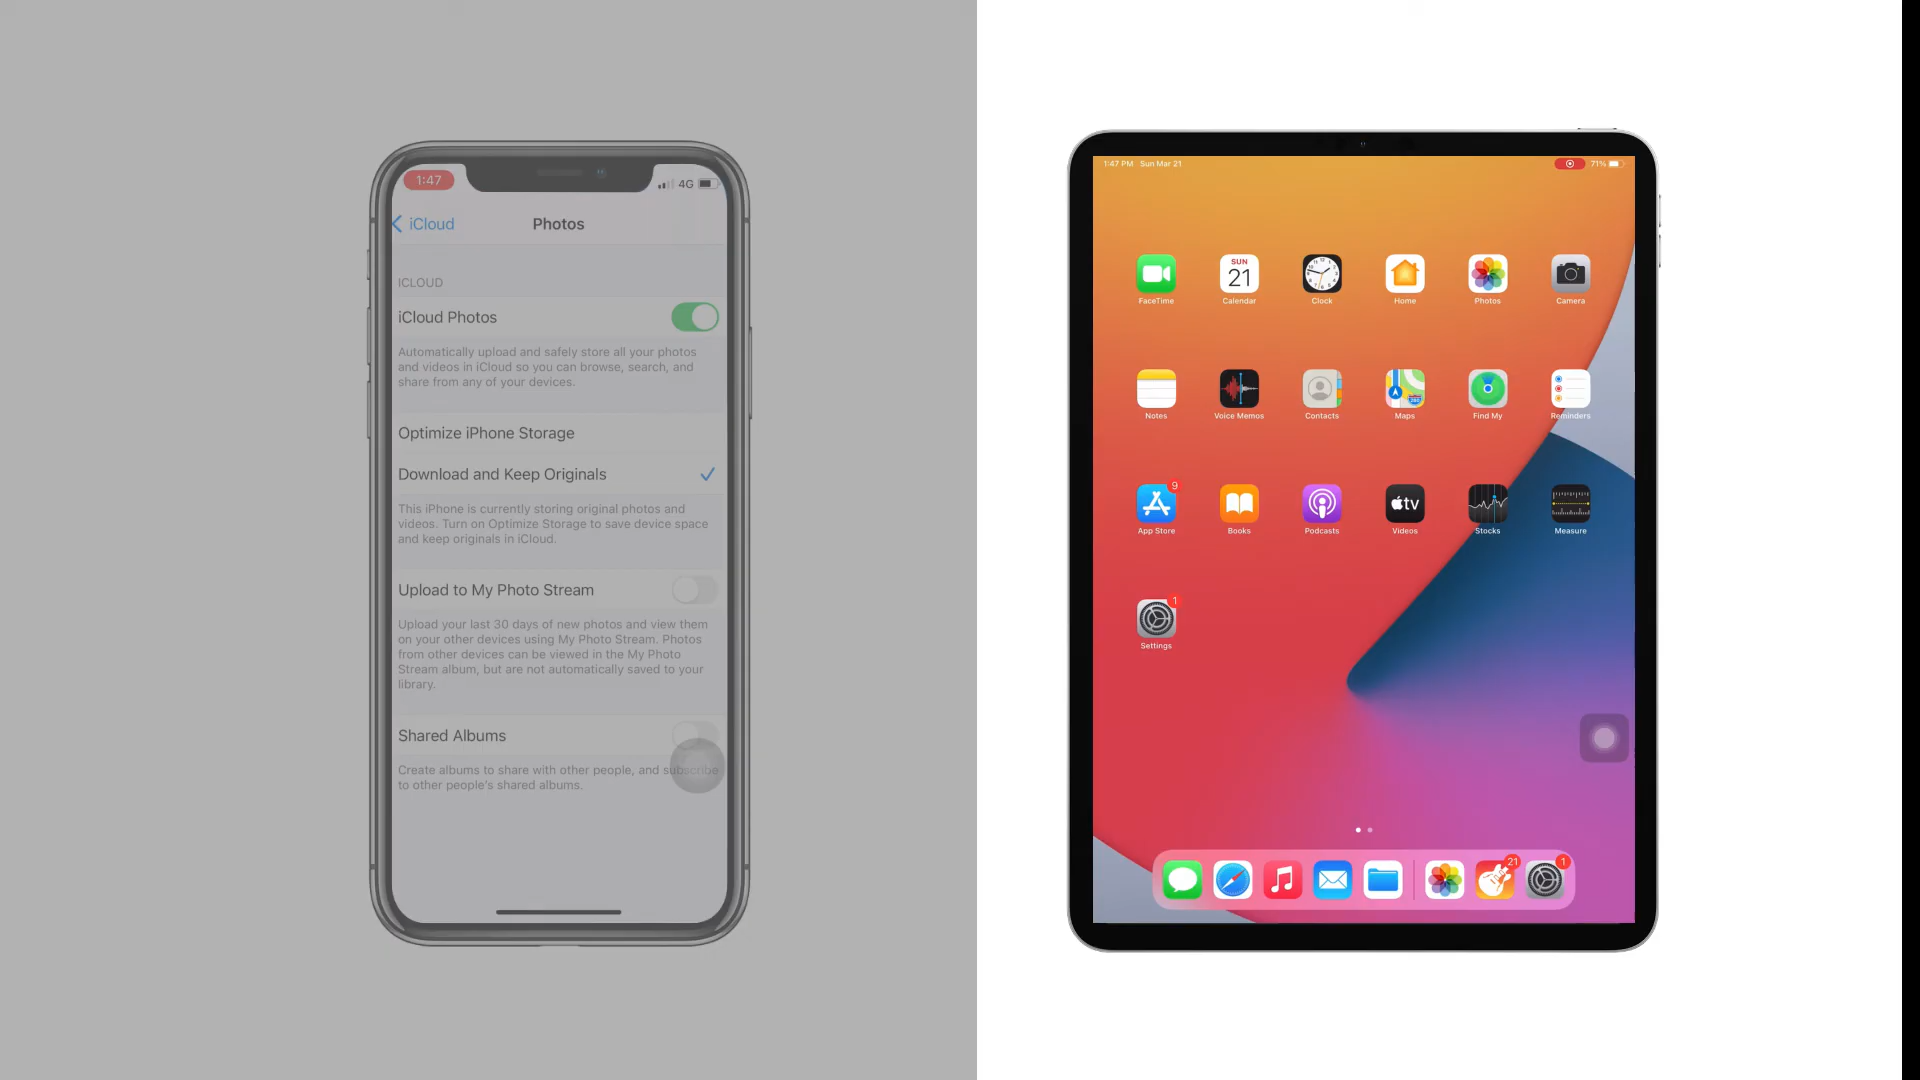 1:47
4G
iCloud
Photos
ICLOUD
iCloud Photos
Automatically upload and safely store all your photos
and videos in iCloud so you can browse, search, and
share from any of your devices.
Optimize iPhone Storage
Download and Keep Originals
This iPhone is currently storing original photos and
videos. Turn on Optimize Storage to save device space
and keep originals in iCloud.
Upload to My Photo Stream
Upload your last 30 days of new photos and view them
on your other devices using My Photo Stream. Photos
from other devices can be viewed in the My Photo
Stream album, but are not automatically saved to your
library.
Shared Albums
Create albums to share with other people, and subscribe
to other people's shared albums.
1:47 PM Sun Mar 21
71%
SUN
21
FaceTime
Calendar
Clock
Home
Photos
Camera
Notes
Voice Memos
Contacts
Maps
Find My
Reminders
9
tv
App Store
Books
Podcasts
Videos
Stocks
Measure
1
Settings
21
1